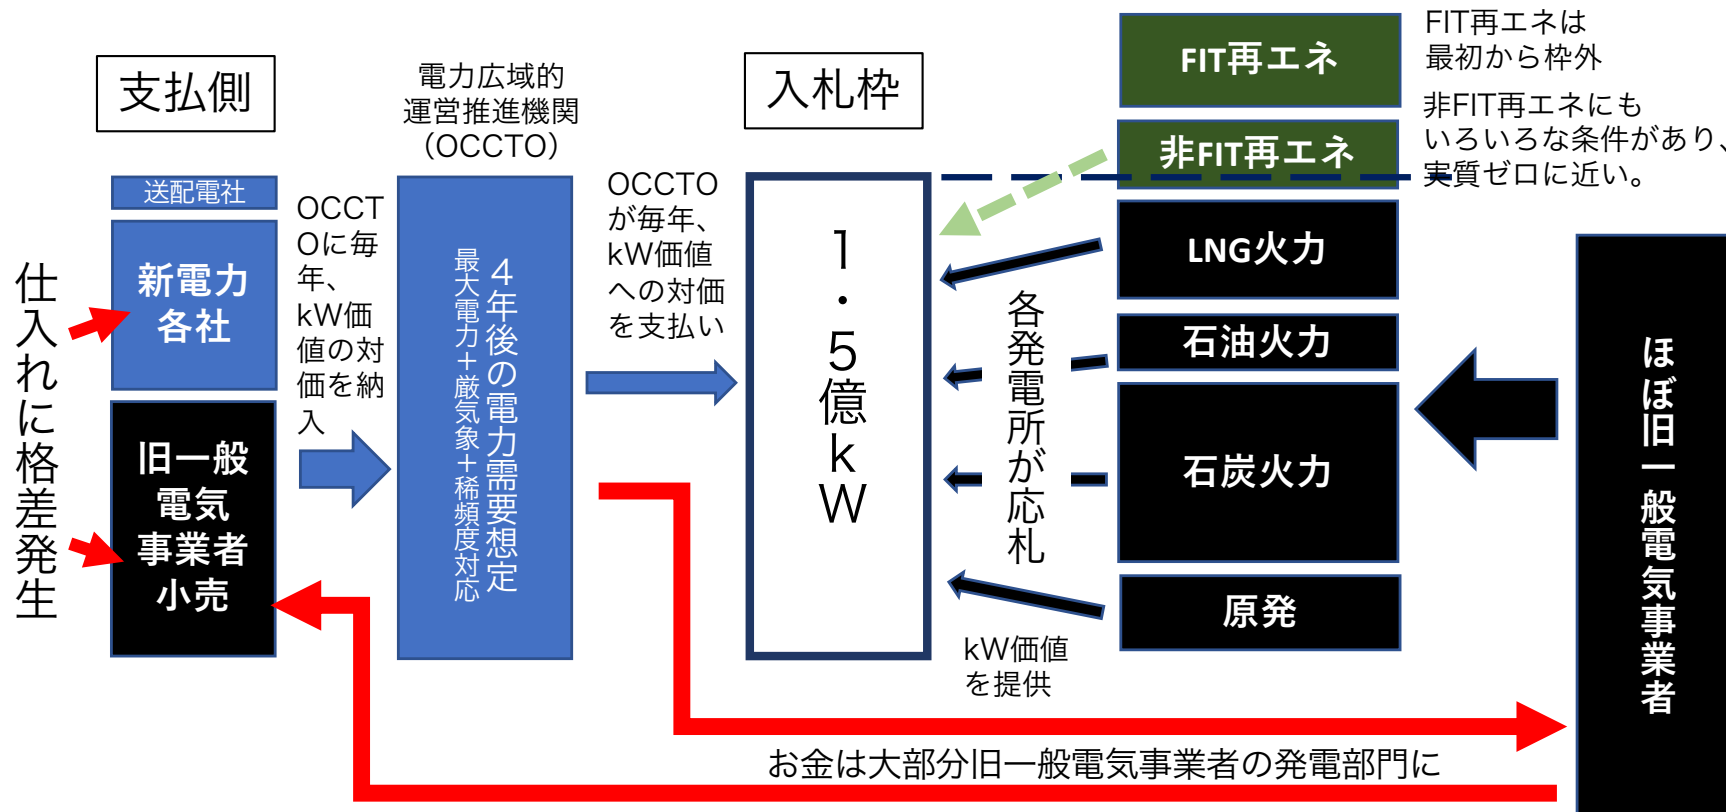 支払側
電力広域的
運営推進機関
（OCCTO）
入札枠
FIT再エネ
FIT再エネは
最初から枠外
非FIT再エネ
非FIT再エネにも
いろいろな条件があり、
実質ゼロに近い。
送配電社
新電力
各社
旧一般
電気
事業者
小売
仕入れに格差発生
OCCT
Oに毎
年、
kW価
値の対
価を納
入
４年後の電力需要想定
最大電力＋厳気象＋稀頻度対応
OCCTO
が毎年、
kW価値
への対価
を支払い
１・５億ｋＷ
各発電所が応札
LNG火力
石油火力
石炭火力
原発
kW価値
を提供
ほぼ旧一般電気事業者
お金は大部分旧一般電気事業者の発電部門に